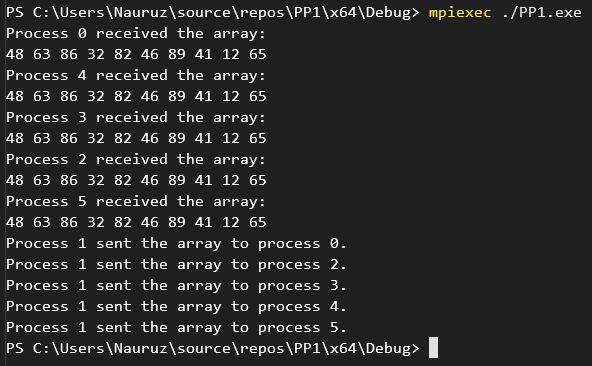 PS C:\Users\Nauruz\source\repos\PP1\x64\Debug> mpiexec ./PP1.exe
Process 0 received the array:
48 63 86 32 82 46 89 41 12 65
Process 4 received the array:
48 63 86 32 82 46 89 41 12 65
Process 3 received the array:
48 63 86 32 82 46 89 41 12 65
Process 2 received the array:
48 63 86 32 82 46 89 41 12 65
Process 5 received the array:
48 63 86 32 82 46 89 41 12 65
Process 1 sent the array to process 0.
Process 1 sent the array to process 2.
Process 1 sent the array to process 3.
Process 1 sent the array to process 4.
Process 1 sent the array to process 5.
PS C:\Users\Nauruz\source\repos\PP1\x64\Debug>